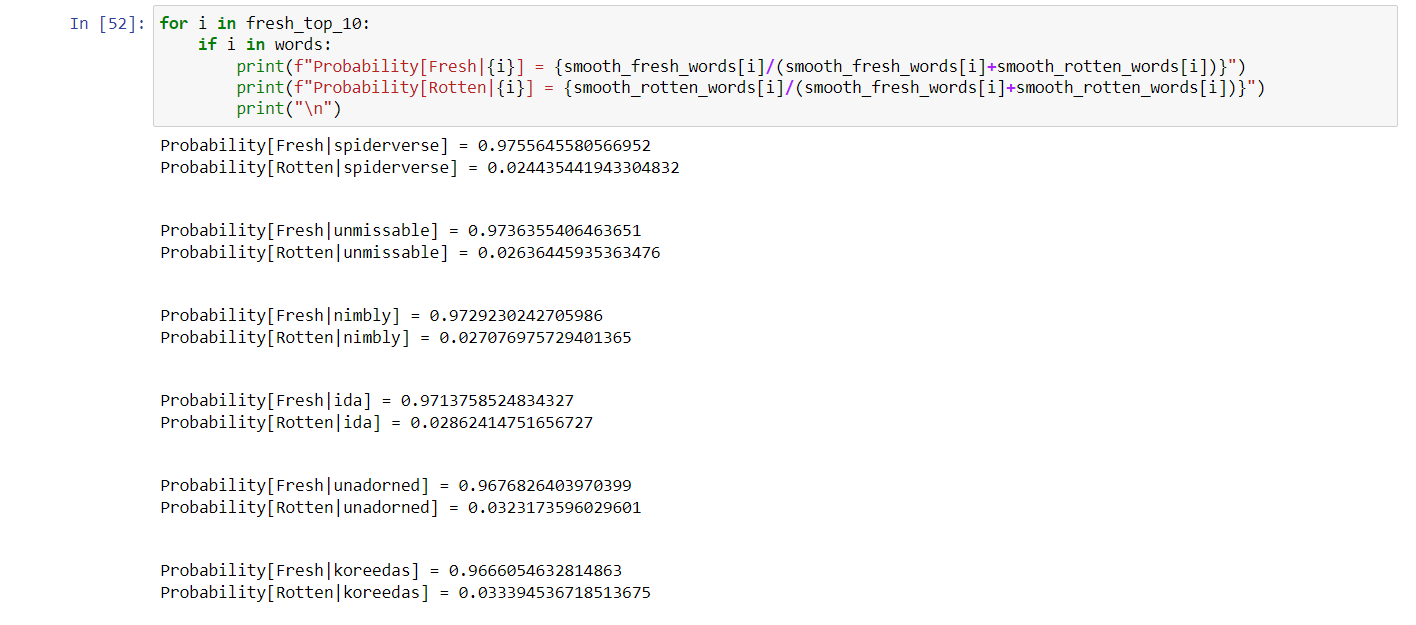 In [52]: for i in fresh_top_10:
    if i in words:
        print(f"Probability[Fresh|{i}] = {smooth_fresh_words[i]/(smooth_fresh_words[i]+smooth_rotten_words[i])}")
        print(f"Probability[Rotten|{i}] = {smooth_rotten_words[i]/(smooth_fresh_words[i]+smooth_rotten_words[i])}")
        print("\n")
Probability[Fresh|spiderverse] = 0.9755645580566952
Probability[Rotten|spiderverse] = 0.024435441943304832
Probability[Fresh|unmissable] = 0.9736355406463651
Probability[Rotten|unmissable] = 0.02636445935363476
Probability[Fresh|nimbly] = 0.9729230242705986
Probability[Rotten|nimbly] = 0.027076975729401365
Probability[Fresh|ida] = 0.9713758524834327
Probability[Rotten|ida] = 0.02862414751656727
Probability[Fresh|unadorned] = 0.9676826403970399
Probability[Rotten|unadorned] = 0.0323173596029601
Probability[Fresh|koreedas] = 0.9666054632814863
Probability[Rotten|koreedas] = 0.033394536718513675